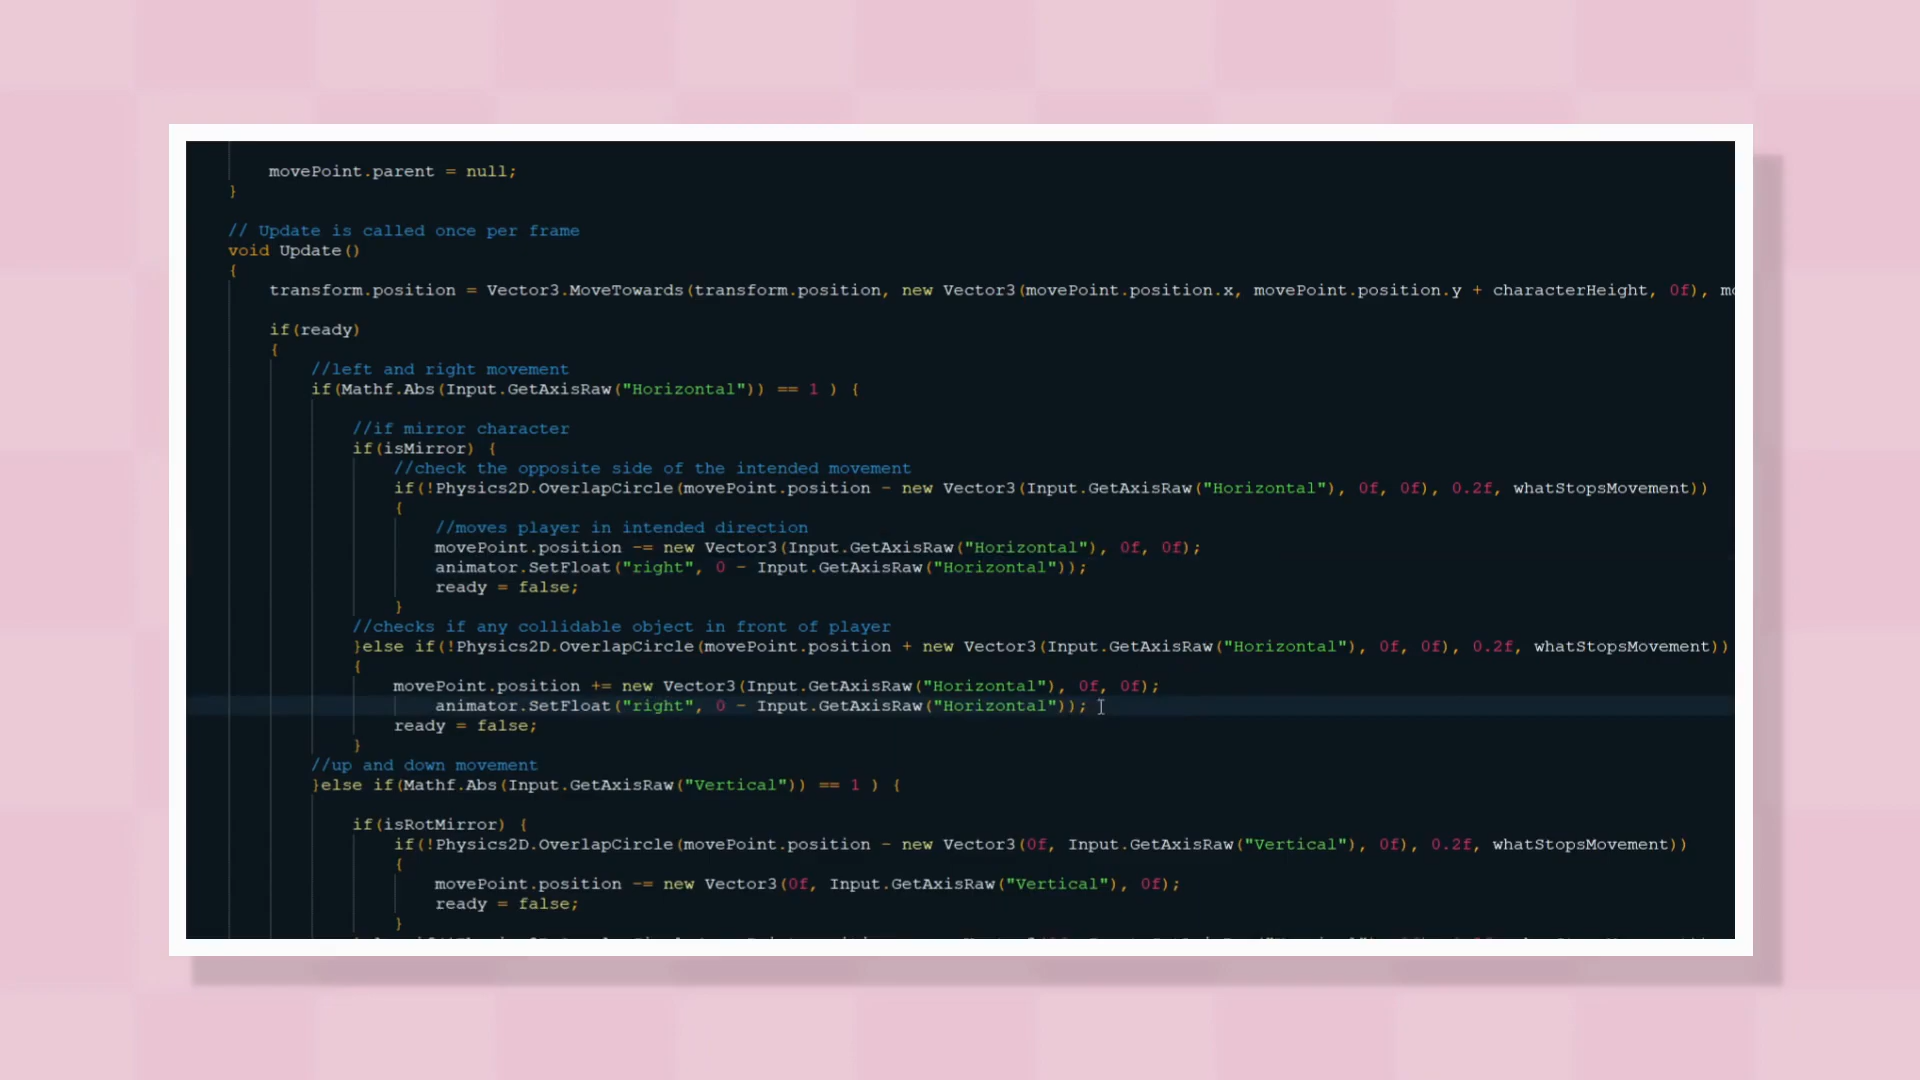 movePoint.parent = null;
}
// Update is called once per frame
void Update()
{
transform.position = Vector3.MoveTowards(transform.position, new Vector3(movePoint.position.x, movePoint.position.y + characterHeight, 0f),
if(ready)
{
//left and right movement
if(Mathf.Abs(Input.GetAxisRaw("Horizontal")) == 1 ) {
//if mirror character
if(isMirror) {
//check the opposite side of the intended movement
if(!Physics2D.OverlapCircle(movePoint.position - new Vector3(Input.GetAxisRaw("Horizontal"), 0f, 0f), 0.2f, whatStopsMovement))
{
//moves player in intended direction
movePoint.position -= new Vector3(Input.GetAxisRaw("Horizontal"), 0f, 0f);
animator.SetFloat("right", 0 - Input.GetAxisRaw("Horizontal"));
ready = false;
}
//checks if any collidable object in front of player
}else if(!Physics2D.OverlapCircle(movePoint.position + new Vector3(Input.GetAxisRaw("Horizontal"), 0f, 0f), 0.2f, whatStopsMovement))
{
movePoint.position += new Vector3(Input.GetAxisRaw("Horizontal"), 0f, 0f);
animator.SetFloat("right", 0 - Input.GetAxisRaw("Horizontal"));
ready = false;
}
//up and down movement
}else if(Mathf.Abs(Input.GetAxisRaw("Vertical")) == 1 ) {
if(isRotMirror) {
if(!Physics2D.OverlapCircle(movePoint.position - new Vector3(0f, Input.GetAxisRaw("Vertical"), 0f), 0.2f, whatStopsMovement))
{
movePoint.position -= new Vector3(0f, Input.GetAxisRaw("Vertical"), 0f);
ready = false;
}